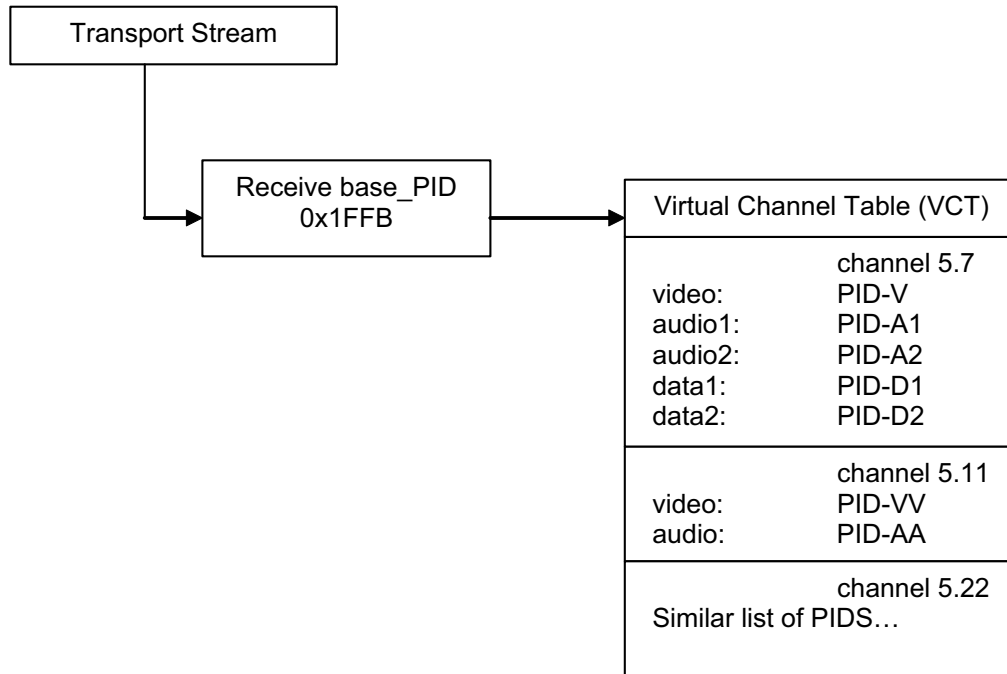 Transport Stream
Receive base_PID
0x1FFB
Virtual Channel Table (VCT)
channel 5.7
video: PID-V
audio1: PID-A1
audio2: PID-A2
data1: PID-D1
data2: PID-D2
channel 5.11
video: PID-VV
audio: PID-AA
channel 5.22
Similar list of PIDS…